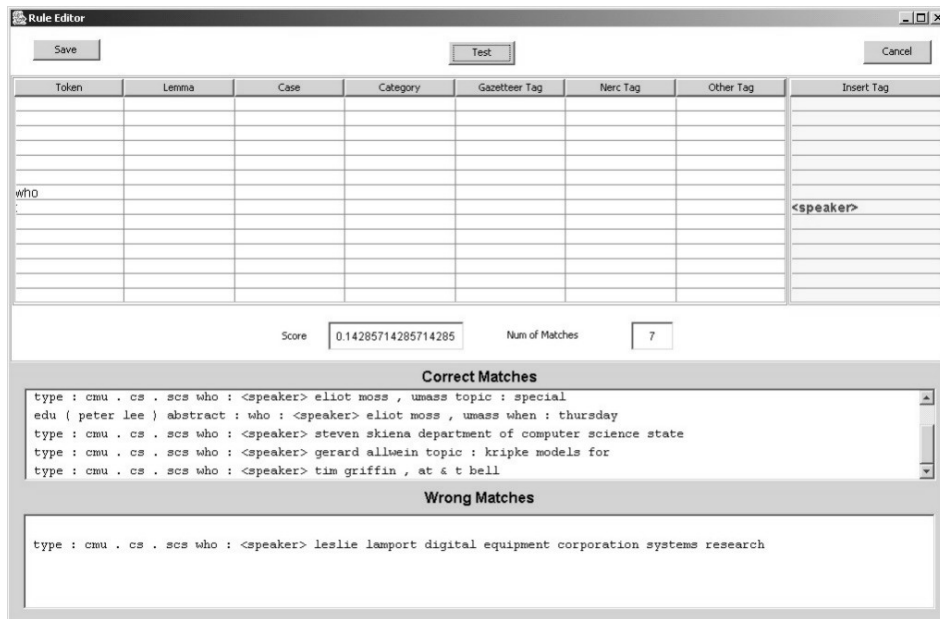 Rule Editor
Save Test Cancel
Token Lemma Case Category Gazetteer Tag Nerc Tag Other Tag Insert Tag
who
: <speaker>
Score 0.14285714285714285 Num of Matches 7
Correct Matches
type : cmu . cs . scs who : <speaker> eliot moss , umass topic : special
edu ( peter lee ) abstract : who : <speaker> eliot moss , umass when : thursday
type : cmu . cs . scs who : <speaker> steven skiena department of computer science state
type : cmu . cs . scs who : <speaker> gerard allwein topic : kripke models for
type : cmu . cs . scs who : <speaker> tim griffin , at & t bell
Wrong Matches
type : cmu . cs . scs who : <speaker> leslie lamport digital equipment corporation systems research